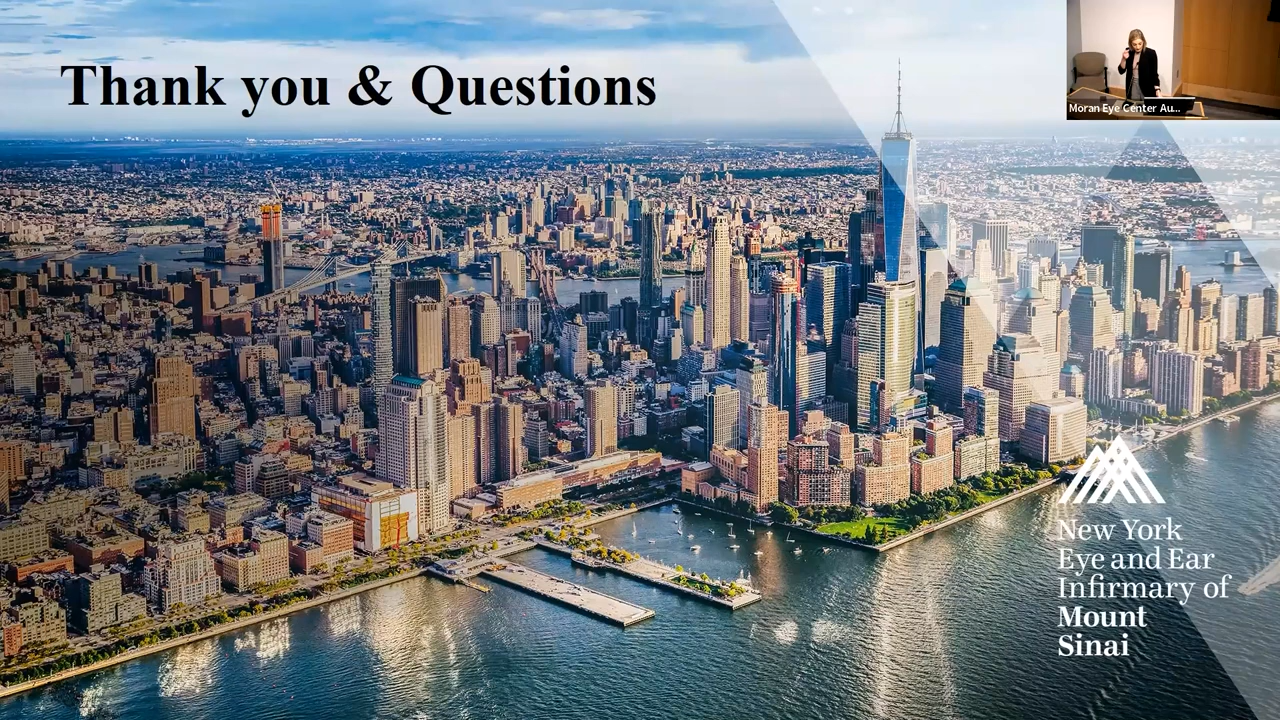 Thank you & Questions
Moran Eye Center Au...
New York
Eye and Ear
Infirmary of
Mount
Sinai